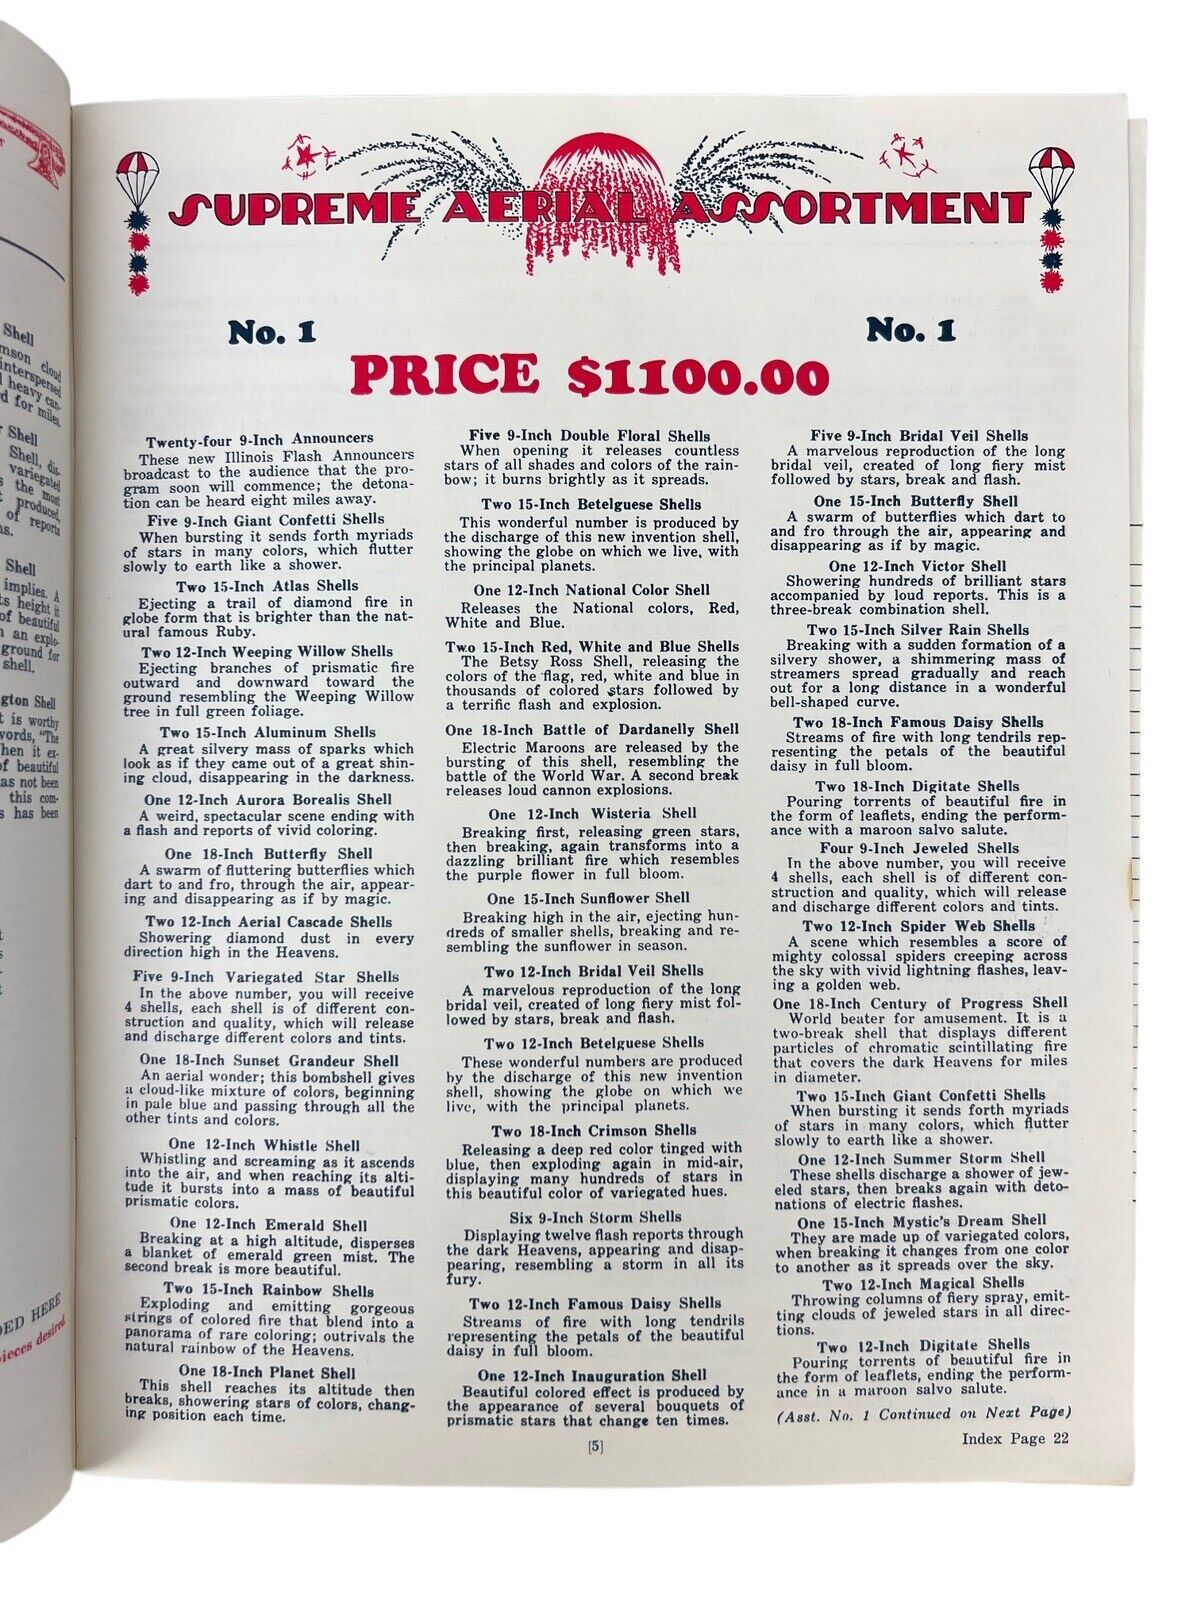 Shell
mson cloud
interspersed
l heavy can-
rd for miles.
r Shell
Shell, dis-
variegated
s the most
produced,
of reports
ns.
Shell
implies. A
ts height it
of beautiful
n an explo-
ground for
shell.
gton Shell
t is worthy
words, "The
hen it ex-
of beautiful
as not been
this com-
s has been
DED HERE
pieces desired
SUPREME AERIAL ASSORTMENT
No. 1
No. 1
PRICE $1100.00
Twenty-four 9-Inch Announcers
These new Illinois Flash Announcers
broadcast to the audience that the pro-
gram soon will commence; the detona-
tion can be heard eight miles away.
Five 9-Inch Giant Confetti Shells
When bursting it sends forth myriads
of stars in many colors, which flutter
slowly to earth like a shower.
Two 15-Inch Atlas Shells
Ejecting a trail of diamond fire in
globe form that is brighter than the nat-
ural famous Ruby.
Two 12-Inch Weeping Willow Shells
Ejecting branches of prismatic fire
outward and downward toward the
ground resembling the Weeping Willow
tree in full green foliage.
Two 15-Inch Aluminum Shells
A great silvery mass of sparks which
look as if they came out of a great shin-
ing cloud, disappearing in the darkness.
One 12-Inch Aurora Borealis Shell
A weird, spectacular scene ending with
a flash and reports of vivid coloring.
One 18-Inch Butterfly Shell
A swarm of fluttering butterflies which
dart to and fro, through the air, appear-
ing and disappearing as if by magic.
Two 12-Inch Aerial Cascade Shells
Showering diamond dust in every
direction high in the Heavens.
Five 9-Inch Variegated Star Shells
In the above number, you will receive
4 shells, each shell is of different con-
struction and quality, which will release
and discharge different colors and tints.
One 18-Inch Sunset Grandeur Shell
An aerial wonder; this bombshell gives
a cloud-like mixture of colors, beginning
in pale blue and passing through all the
other tints and colors.
One 12-Inch Whistle Shell
Whistling and screaming as it ascends
into the air, and when reaching its alti-
tude it bursts into a mass of beautiful
prismatic colors.
One 12-Inch Emerald Shell
Breaking at a high altitude, disperses
a blanket of emerald green mist. The
second break is more beautiful.
Two 15-Inch Rainbow Shells
Exploding and emitting gorgeous
strings of colored fire that blend into a
panorama of rare coloring; outrivals the
natural rainbow of the Heavens.
One 18-Inch Planet Shell
This shell reaches its altitude then
breaks, showering stars of colors, chang-
ing position each time.
Five 9-Inch Double Floral Shells
When opening it releases countless
stars of all shades and colors of the rain-
bow; it burns brightly as it spreads.
Two 15-Inch Betelguese Shells
This wonderful number is produced by
the discharge of this new invention shell,
showing the globe on which we live, with
the principal planets.
One 12-Inch National Color Shell
Releases the National colors, Red,
White and Blue.
Two 15-Inch Red, White and Blue Shells
The Betsy Ross Shell, releasing the
colors of the flag, red, white and blue in
thousands of colored stars followed by
a terrific flash and explosion.
One 18-Inch Battle of Dardanelly Shell
Electric Maroons are released by the
bursting of this shell, resembling the
battle of the World War. A second break
releases loud cannon explosions.
One 12-Inch Wisteria Shell
Breaking first, releasing green stars,
then breaking, again transforms into a
dazzling brilliant fire which resembles
the purple flower in full bloom.
One 15-Inch Sunflower Shell
Breaking high in the air, ejecting hun-
dreds of smaller shells, breaking and re-
sembling the sunflower in season.
Two 12-Inch Bridal Veil Shells
A marvelous reproduction of the long
bridal veil, created of long fiery mist fol-
lowed by stars, break and flash.
Two 12-Inch Betelguese Shells
These wonderful numbers are produced
by the discharge of this new invention
shell, showing the globe on which we
live, with the principal planets.
Two 18-Inch Crimson Shells
Releasing a deep red color tinged with
blue, then exploding again in mid-air,
displaying many hundreds of stars in
this beautiful color of variegated hues.
Six 9-Inch Storm Shells
Displaying twelve flash reports through
the dark Heavens, appearing and disap-
pearing, resembling a storm in all its
fury.
Two 12-Inch Famous Daisy Shells
Streams of fire with long tendrils
representing the petals of the beautiful
daisy in full bloom.
One 12-Inch Inauguration Shell
Beautiful colored effect is produced by
the appearance of several bouquets of
prismatic stars that change ten times.
Five 9-Inch Bridal Veil Shells
A marvelous reproduction of the long
bridal veil, created of long fiery mist
followed by stars, break and flash.
One 15-Inch Butterfly Shell
A swarm of butterflies which dart to
and fro through the air, appearing and
disappearing as if by magic.
One 12-Inch Victor Shell
Showering hundreds of brilliant stars
accompanied by loud reports. This is a
three-break combination shell.
Two 15-Inch Silver Rain Shells
Breaking with a sudden formation of a
silvery shower, a shimmering mass of
streamers spread gradually and reach
out for a long distance in a wonderful
bell-shaped curve.
Two 18-Inch Famous Daisy Shells
Streams of fire with long tendrils rep-
resenting the petals of the beautiful
daisy in full bloom.
Two 18-Inch Digitate Shells
Pouring torrents of beautiful fire in
the form of leaflets, ending the perform-
ance with a maroon salvo salute.
Four 9-Inch Jeweled Shells
In the above number, you will receive
4 shells, each shell is of different con-
struction and quality, which will release
and discharge different colors and tints.
Two 12-Inch Spider Web Shells
A scene which resembles a score of
mighty colossal spiders creeping across
the sky with vivid lightning flashes, leav-
ing a golden web.
One 18-Inch Century of Progress Shell
World beater for amusement. It is a
two-break shell that displays different
particles of chromatic scintillating fire
that covers the dark Heavens for miles
in diameter.
Two 15-Inch Giant Confetti Shells
When bursting it sends forth myriads
of stars in many colors, which flutter
slowly to earth like a shower.
One 12-Inch Summer Storm Shell
These shells discharge a shower of jew-
eled stars, then breaks again with deto-
nations of electric flashes.
One 15-Inch Mystic's Dream Shell
They are made up of variegated colors,
when breaking it changes from one color
to another as it spreads over the sky.
Two 12-Inch Magical Shells
Throwing columns of fiery spray, emit-
ting clouds of jeweled stars in all direc-
tions.
Two 12-Inch Digitate Shells
Pouring torrents of beautiful fire in
the form of leaflets, ending the perform-
ance in a maroon salvo salute.
(Asst. No. 1 Continued on Next Page)
[5]
Index Page 22